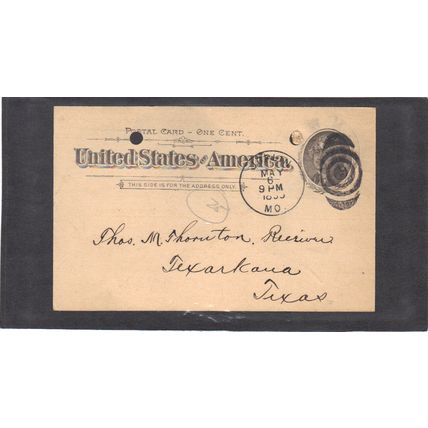 POSTAL CARD – ONE CENT.
United States of America.
THIS SIDE IS FOR THE ADDRESS ONLY.
MAY
6
9 PM
MO.
Thos. M. Thornton, Receiver
Texarkana
Texas